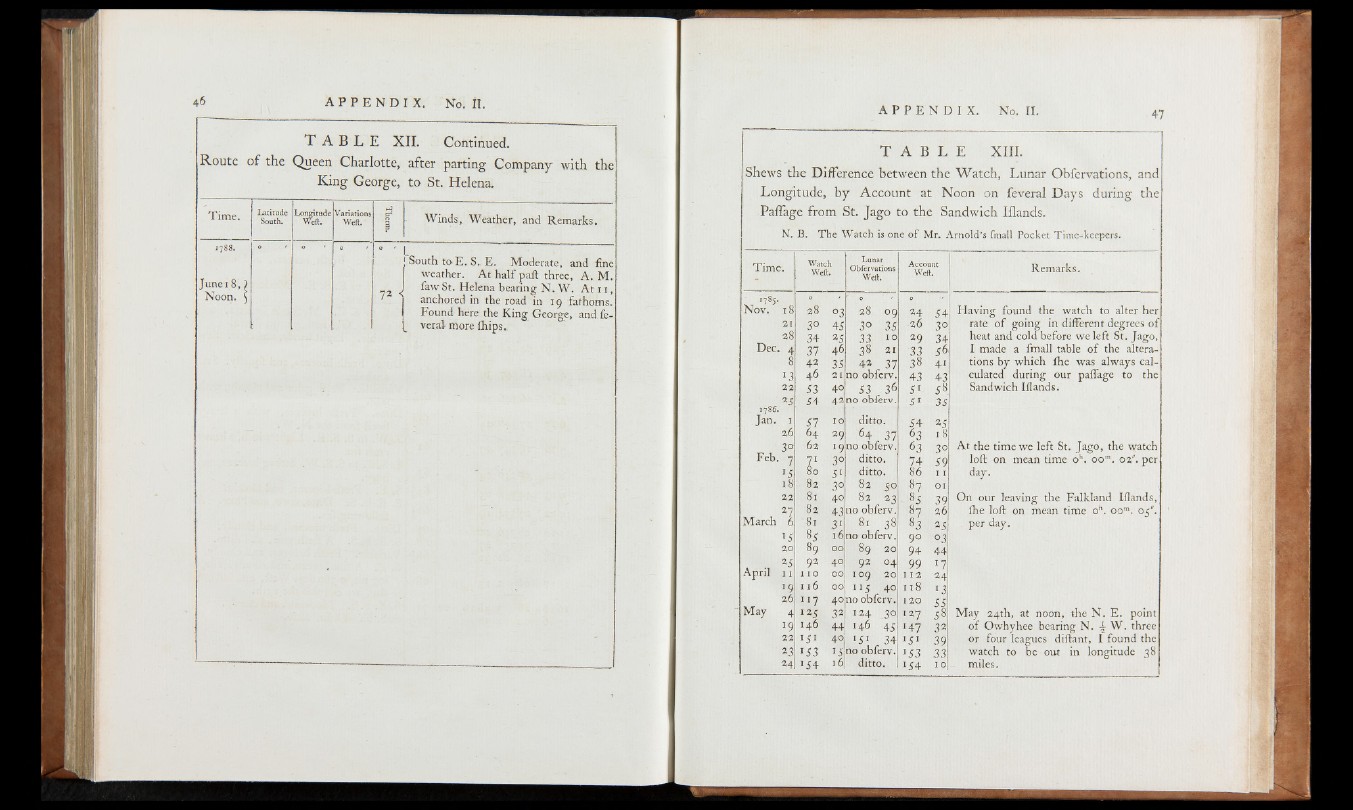 46 APPENDIX. No. II.
TABLE XII. Continued.
Route of the Queen Charlotte, after parting Company with the
King George, to St. Helena.
Time. Latitude South. Longitude Weſt. Variations Weſt. Therm. Winds, Weather, and Remarks.
1788. ° ′ ° ′ ° ′ ° ′
South to E. S. E. Moderate, and fine
weather. At half paſt three, A. M.
June 18, ſaw St. Helena bearing N. W. At 11,
Noon. 72 anchored in the road in 19 fathoms.
Found here the King George, and ſe-
veral more ſhips.
APPENDIX. No. II. 47
TABLE XIII.
Shews the Difference between the Watch, Lunar Obſervations, and
Longitude, by Account at Noon on ſeveral Days during the
Paſſage from St. Jago to the Sandwich Iſlands.
N. B. The Watch is one of Mr. Arnold's ſmall Pocket Time-keepers.
Time. Watch Weſt. Lunar Obſervations Weſt. Account Weſt. Remarks.
1785. ° ′ ° ′ ° ′
Nov. 18 28 03 28 09 24 54 Having found the watch to alter her
21 30 45 30 35 26 30 rate of going in different degrees of
28 34 25 33 10 29 34 heat and cold before we left St. Jago,
Dec. 4 37 46 38 21 33 56 I made a ſmall table of the altera-
8 42 35 42 37 38 41 tions by which ſhe was always cal-
13 46 21 no obſerv. 43 43 culated during our paſſage to the
22 53 40 53 36 51 58 Sandwich Iſlands.
25 54 42 no obſerv. 51 35
1786.
Jan. 1 57 10 ditto. 54 25
26 64 29 64 37 63 18
30 62 19 no obſerv. 63 30 At the time we left St. Jago, the watch
Feb. 7 71 30 ditto. 74 59 loſt on mean time 0ʰ. 00ᵐ. 02ˢ. per
15 80 51 ditto. 86 11 day.
18 82 30 82 50 87 01
22 81 40 82 23 85 39 On our leaving the Falkland Iſlands,
27 82 43 no obſerv. 87 26 ſhe loſt on mean time 0ʰ. 00ᵐ. 05ˢ.
March 6 81 31 81 38 83 25 per day.
15 85 16 no obſerv. 90 03
20 89 00 89 20 94 44
25 92 40 92 04 99 17
April 11 110 00 109 20 112 24
19 116 00 115 40 118 13
26 117 40 no obſerv. 120 55
May 4 125 32 124 30 127 58 May 24th, at noon, the N. E. point
19 146 44 146 45 147 32 of Owhyhee bearing N. ½ W. three
22 151 40 151 34 151 39 or four leagues diſtant, I found the
23 153 15 no obſerv. 153 33 watch to be out in longitude 38
24 154 16 ditto. 154 10 miles.